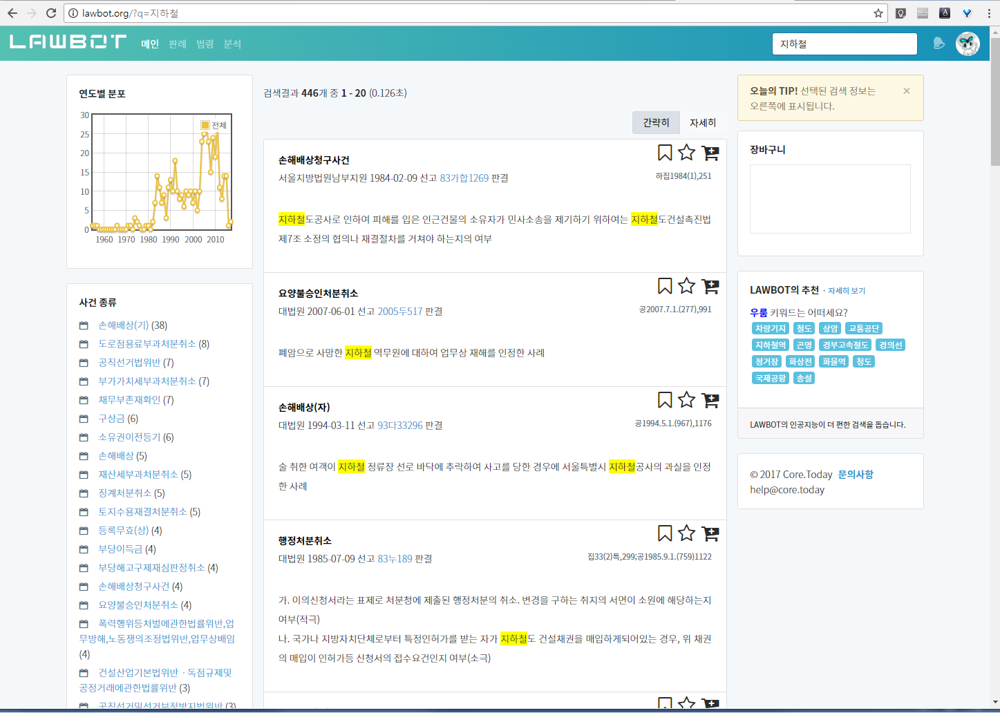 lawbot.org/?q=지하철
LAWBOT 메인 판례 법령 분석 지하철
연도별 분포
30
25
20
15
10
5
0
전체
1960 1970 1980 1990 2000 2010
사건 종류
손해배상(기) (38)
도로점용료부과처분취소 (8)
공직선거법위반 (7)
부가가치세부과처분취소 (7)
채무부존재확인 (7)
구상금 (6)
소유권이전등기 (6)
손해배상 (5)
재산세부과처분취소 (5)
징계처분취소 (5)
토지수용재결처분취소 (5)
등록무효(상) (4)
부당이득금 (4)
부당해고구제재심판정취소 (4)
손해배상청구사건 (4)
요양불승인처분취소 (4)
폭력행위등처벌에관한법률위반,업
무방해,노동쟁의조정법위반,업무상배임
(4)
건설산업기본법위반ㆍ독점규제및
공정거래에관한법률위반 (3)
공직선거및선거부정방지법위반 (3)
검색결과 446개 중 1 - 20 (0.126초)
간략히 자세히
손해배상청구사건
서울지방법원남부지원 1984-02-09 선고 83가합1269 판결
하집1984(1),251
지하철도공사로 인하여 피해를 입은 인근건물의 소유자가 민사소송을 제기하기 위하여는 지하철도건설촉진법
제7조 소정의 협의나 재결절차를 거쳐야 하는지의 여부
요양불승인처분취소
대법원 2007-06-01 선고 2005두517 판결
공2007.7.1.(277),991
폐암으로 사망한 지하철 역무원에 대하여 업무상 재해를 인정한 사례
손해배상(자)
대법원 1994-03-11 선고 93다33296 판결
공1994.5.1.(967),1176
술 취한 여객이 지하철 정류장 선로 바닥에 추락하여 사고를 당한 경우에 서울특별시 지하철공사의 과실을 인정
한 사례
행정처분취소
대법원 1985-07-09 선고 83누189 판결
집33(2)특,299;공1985.9.1.(759)1122
가. 이의신청서라는 표제로 처분청에 제출된 행정처분의 취소. 변경을 구하는 취지의 서면이 소원에 해당하는지
여부(적극)
나. 국가나 지방자치단체로부터 특정인허가를 받는 자가 지하철도 건설채권을 매입하게되어있는 경우, 위 채권
의 매입이 인허가등 신청서의 접수요건인지 여부(소극)
오늘의 TIP! 선택된 검색 정보는
오른쪽에 표시됩니다.
×
장바구니
LAWBOT의 추천 · 자세히 보기
우룸 키워드는 어떠세요?
차량기지 철도 상암 교통공단
지하철역 곤명 경부고속철도 경의선
정거장 화상전 화물역 청도
국제공항 송설
LAWBOT의 인공지능이 더 편한 검색을 돕습니다.
© 2017 Core.Today 문의사항
help@core.today